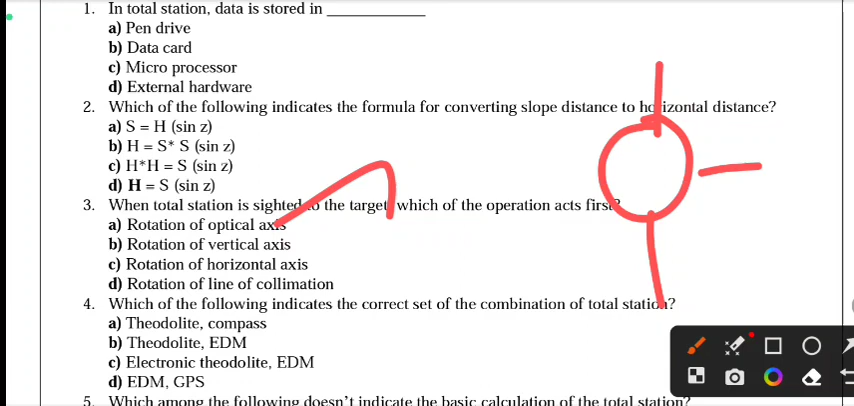 1. In total station, data is stored in ____________
a) Pen drive
b) Data card
c) Micro processor
d) External hardware
2. Which of the following indicates the formula for converting slope distance to horizontal distance?
a) S = H (sin z)
b) H = S* S (sin z)
c) H*H = S (sin z)
d) H = S (sin z)
3. When total station is sighted to the target, which of the operation acts first?
a) Rotation of optical axis
b) Rotation of vertical axis
c) Rotation of horizontal axis
d) Rotation of line of collimation
4. Which of the following indicates the correct set of the combination of total station?
a) Theodolite, compass
b) Theodolite, EDM
c) Electronic theodolite, EDM
d) EDM, GPS
5. Which among the following doesn't indicate the basic calculation of the total station?